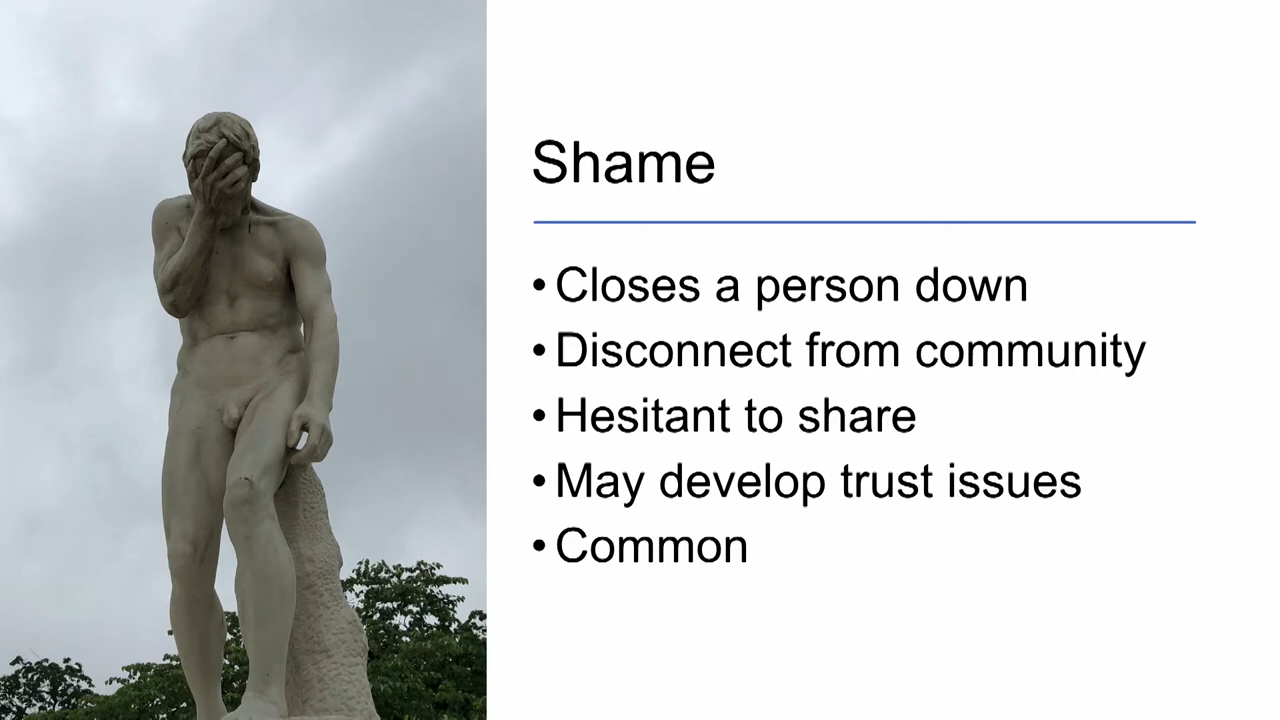 Shame
• Closes a person down
• Disconnect from community
• Hesitant to share
• May develop trust issues
• Common